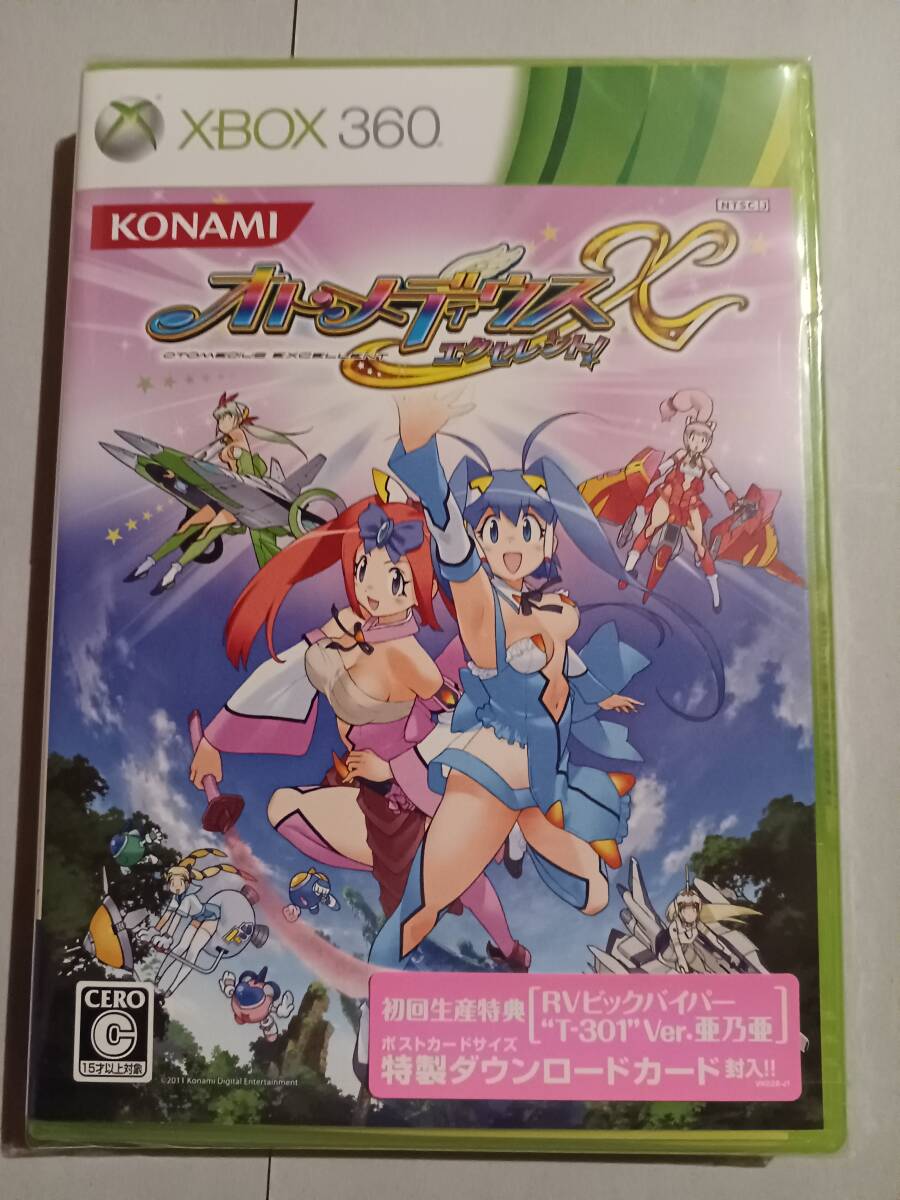 XBOX 360
NTSC J
KONAMI
オトメディウスX
OTOMEDIUS EXCELLENT
エクセレント!
初回生産特典
RVビックバイパー
"T-301" Ver.亜乃亜
ポストカードサイズ
特製ダウンロードカード 封入!!
CERO
C
15才以上対象
©2011 Konami Digital Entertainment